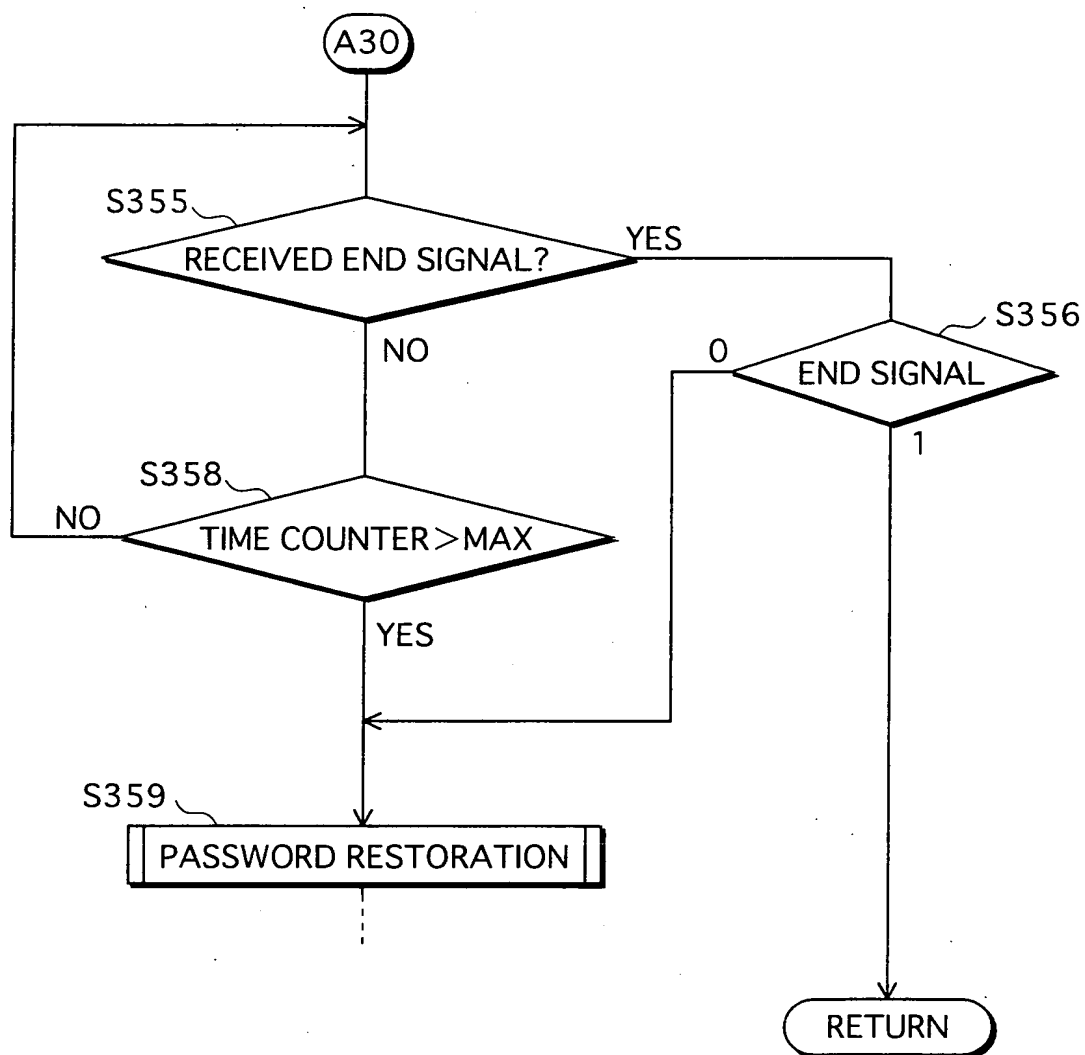 A30
S355
RECEIVED END SIGNAL?
YES
S356
NO
0
END SIGNAL
1
S358
NO
TIME COUNTER>MAX
YES
S359
PASSWORD RESTORATION
RETURN